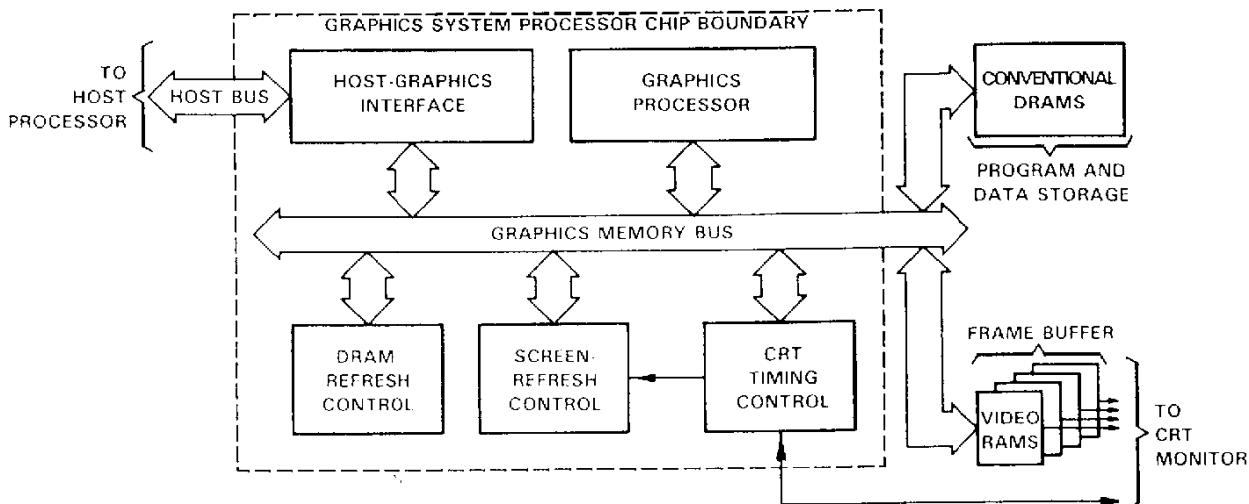 GRAPHICS SYSTEM PROCESSOR CHIP BOUNDARY
TO
HOST
PROCESSOR
HOST BUS
HOST-GRAPHICS
INTERFACE
GRAPHICS
PROCESSOR
CONVENTIONAL
DRAMS
PROGRAM AND
DATA STORAGE
GRAPHICS MEMORY BUS
DRAM
REFRESH
CONTROL
SCREEN-
REFRESH
CONTROL
CRT
TIMING
CONTROL
FRAME BUFFER
VIDEO
RAMS
TO
CRT
MONITOR